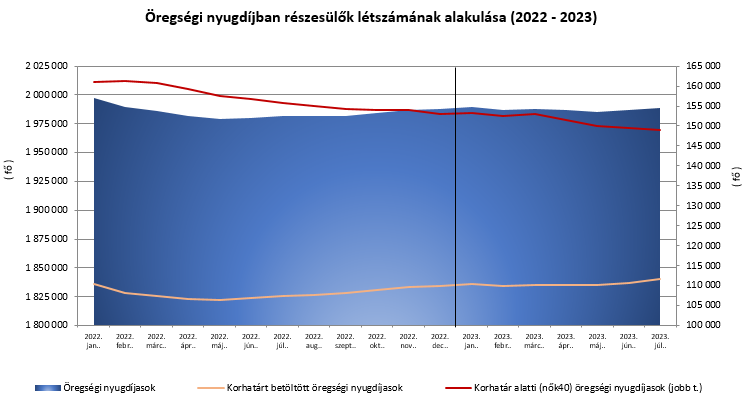 Öregségi nyugdíjban részesülők létszámának alakulása (2022 - 2023)
2 025 000
2 000 000
1 975 000
1 950 000
1 925 000
1 900 000
1 875 000
1 850 000
1 825 000
1 800 000
( fő )
165 000
160 000
155 000
150 000
145 000
140 000
135 000
130 000
125 000
120 000
115 000
110 000
105 000
100 000
( fő )
2022. 2022. 2022. 2022. 2022. 2022. 2022. 2022. 2022. 2022. 2022. 2022. 2023. 2023. 2023. 2023. 2023. 2023. 2023.
jan.. febr.. márc.. ápr.. máj.. jún.. júl.. aug.. szept.. okt.. nov.. dec.. jan.. febr.. márc.. ápr.. máj.. jún.. júl..
Öregségi nyugdíjasok Korhatárt betöltött öregségi nyugdíjasok Korhatár alatti (nők40) öregségi nyugdíjasok (jobb t.)